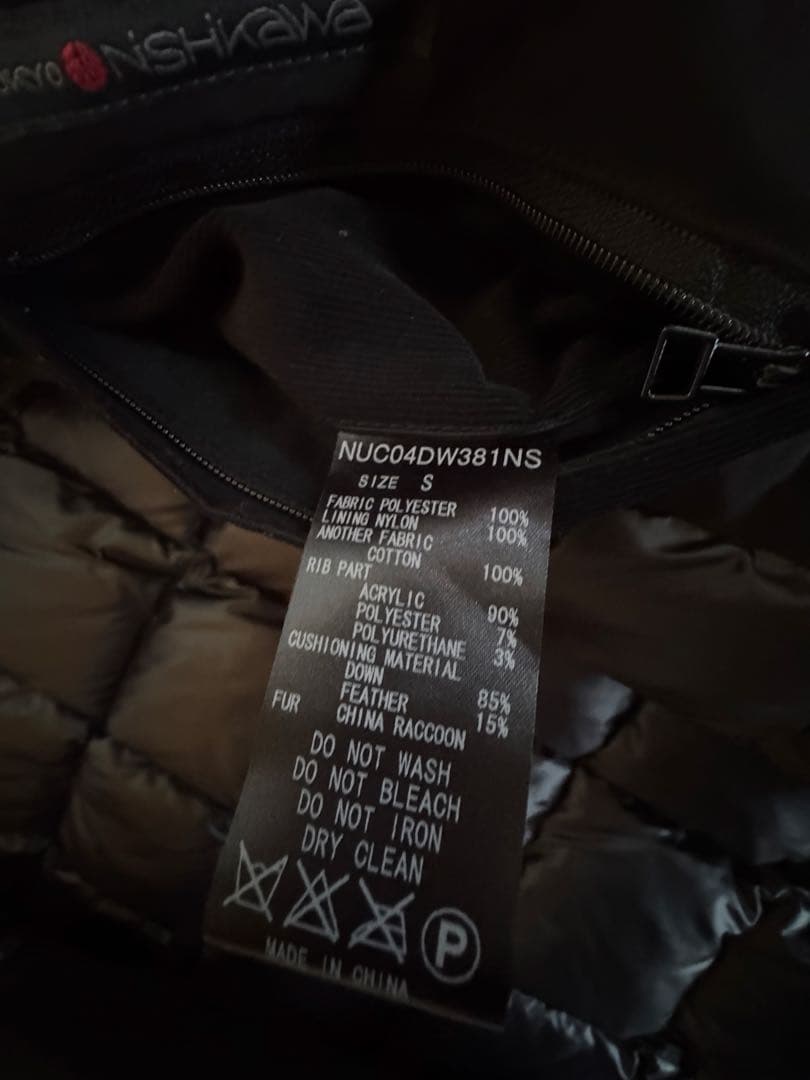 NISHIKAWA
NUC04DW381NS
SIZE S
FABRIC POLYESTER 100%
LINING NYLON 100%
ANOTHER FABRIC
COTTON 100%
RIB PART
ACRYLIC 90%
POLYESTER 7%
POLYURETHANE 3%
CUSHIONING MATERIAL
DOWN 85%
FEATHER 15%
FUR CHINA RACCOON
DO NOT WASH
DO NOT BLEACH
DO NOT IRON
DRY CLEAN
P
MADE IN CHINA